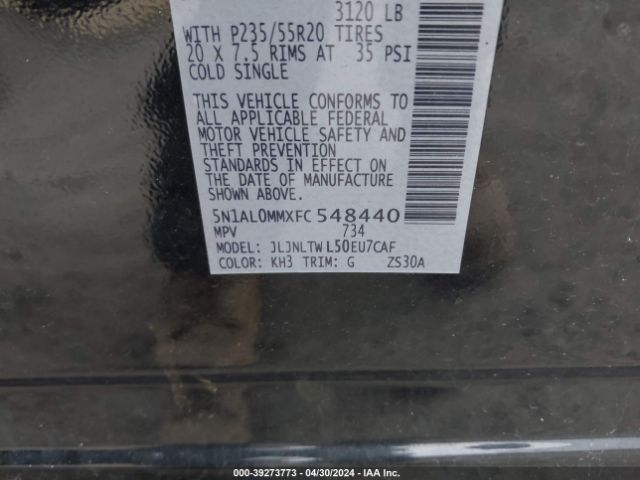 3120 LB
WITH P235/55R20 TIRES
20 X 7.5 RIMS AT 35 PSI
COLD SINGLE
THIS VEHICLE CONFORMS TO
ALL APPLICABLE FEDERAL
MOTOR VEHICLE SAFETY AND
THEFT PREVENTION
STANDARDS IN EFFECT ON
THE DATE OF MANUFACTURE
SHOWN ABOVE.
5N1AL0MMXFC548440
MPV 734
MODEL: JLJNLTWL50EU7CAF
COLOR: KH3 TRIM: G ZS30A
000-39273773 - 04/30/2024 - IAA Inc.